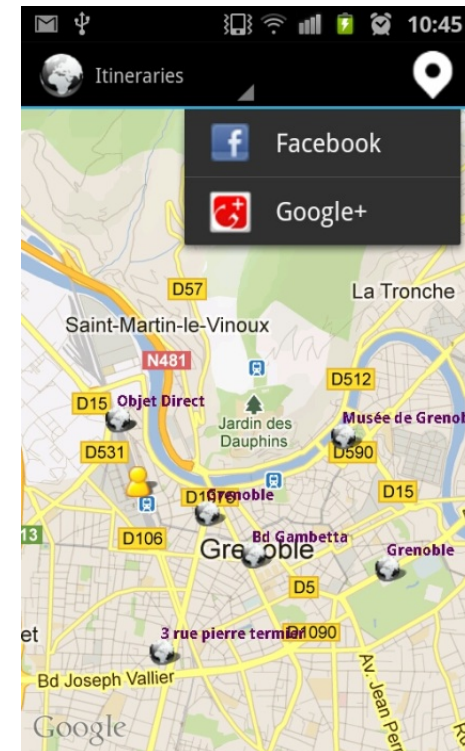 10:45
Itineraries
Facebook
Google+
D57
La Tronche
Saint-Martin-le-Vinoux
N481
D512
D15
Objet Direct
Jardin des
Dauphins
Musée de Grenob
D531
D590
D15
Grenoble
13
D106
Grenoble
Bd Gambetta
Grenoble
D5
et
3 rue pierre termier
D1090
Bd Joseph Vallier
Av. Jean Per
Google